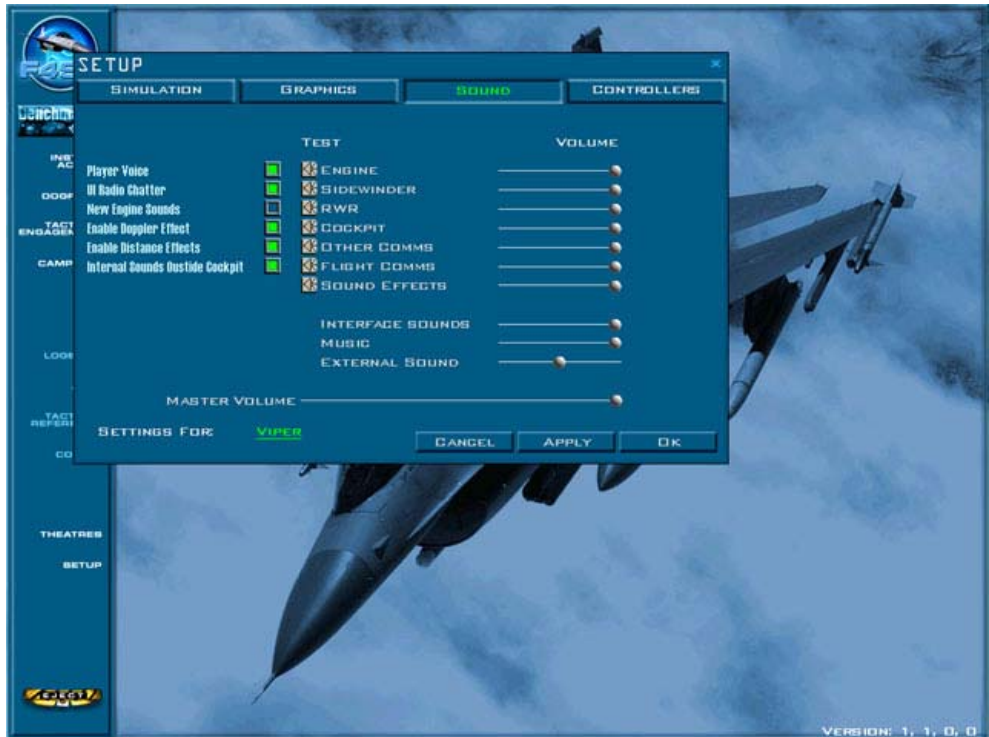 SETUP
×
SIMULATION
GRAPHICS
SOUND
CONTROLLERS
TEST
VOLUME
Player Voice
UI Radio Chatter
New Engine Sounds
Enable Doppler Effect
Enable Distance Effects
Internal Sounds Oustide Cockpit
ENGINE
SIDEWINDER
RWR
COCKPIT
OTHER COMMS
FLIGHT COMMS
SOUND EFFECTS
INTERFACE SOUNDS
MUSIC
EXTERNAL SOUND
MASTER VOLUME
SETTINGS FOR:
VIPER
CANCEL
APPLY
OK
THEATRES
SETUP
EJECT
VERSION: 1, 1, 0, 0